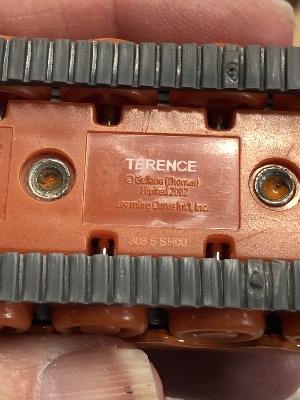 TERENCE
© Gullane (Thomas)
Limited 2002
Learning Curve Int'l, Inc.
308 5 SR00